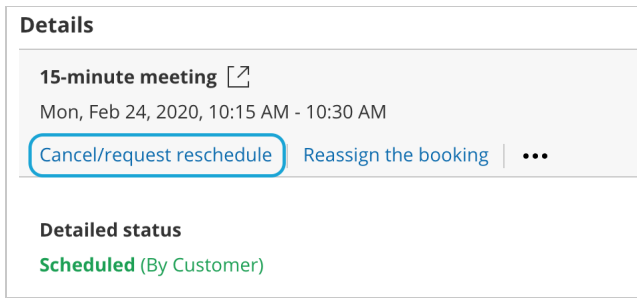 Details
15-minute meeting
Mon, Feb 24, 2020, 10:15 AM - 10:30 AM
Cancel/request reschedule Reassign the booking •••
Detailed status
Scheduled (By Customer)